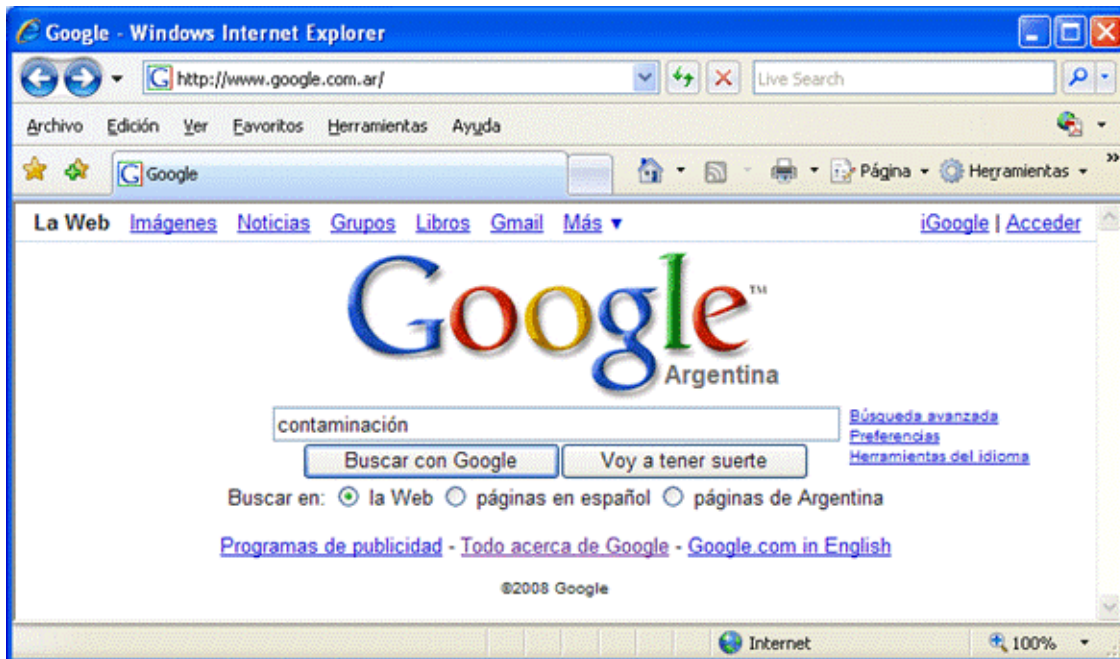 Google - Windows Internet Explorer
http://www.google.com.ar/ Live Search
Archivo Edición Ver Favoritos Herramientas Ayuda
Google Página Herramientas »
La Web Imágenes Noticias Grupos Libros Gmail Más ▼ iGoogle | Acceder
Google™
Argentina
contaminación
Búsqueda avanzada
Preferencias
Herramientas del idioma
Buscar con Google Voy a tener suerte
Buscar en: la Web páginas en español páginas de Argentina
Programas de publicidad - Todo acerca de Google - Google.com in English
©2008 Google
Internet 100%